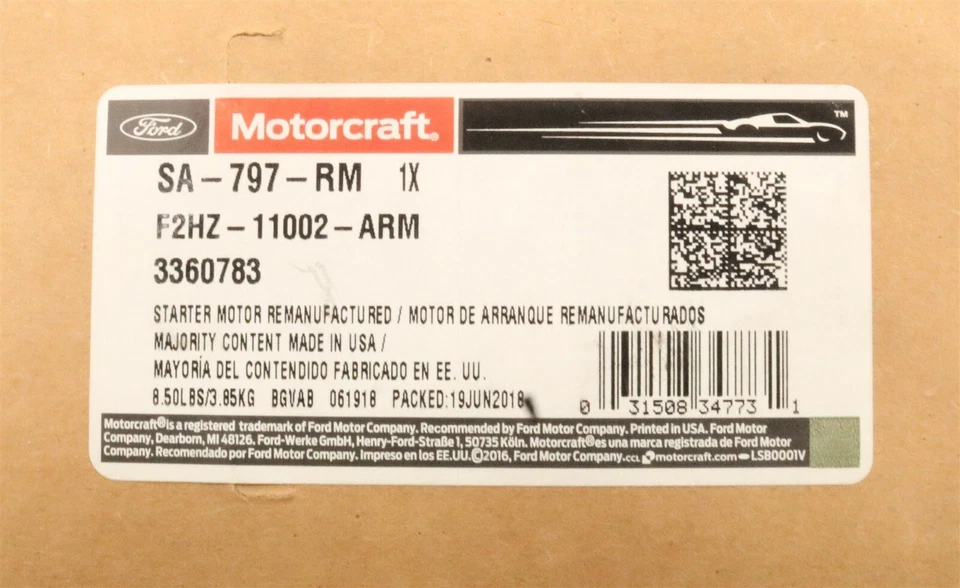 Ford Motorcraft® ™
SA-797-RM 1X
F2HZ-11002-ARM
3360783
STARTER MOTOR REMANUFACTURED / MOTOR DE ARRANQUE REMANUFACTURADOS
MAJORITY CONTENT MADE IN USA /
MAYORÍA DEL CONTENIDO FABRICADO EN EE. UU.
8.50LBS/3.85KG BGVAB 061918 PACKED:19JUN2018
0 31508 34773 1
Motorcraft® is a registered trademark of Ford Motor Company. Recommended by Ford Motor Company. Printed in USA. Ford Motor
Company, Dearborn, MI 48126. Ford-Werke GmbH, Henry-Ford-Straße 1, 50735 Köln. Motorcraft® es una marca registrada de Ford Motor
Company. Recomendado por Ford Motor Company. Impreso en los EE.UU. ©2016, Ford Motor Company. CCL motorcraft.com LSB0001V